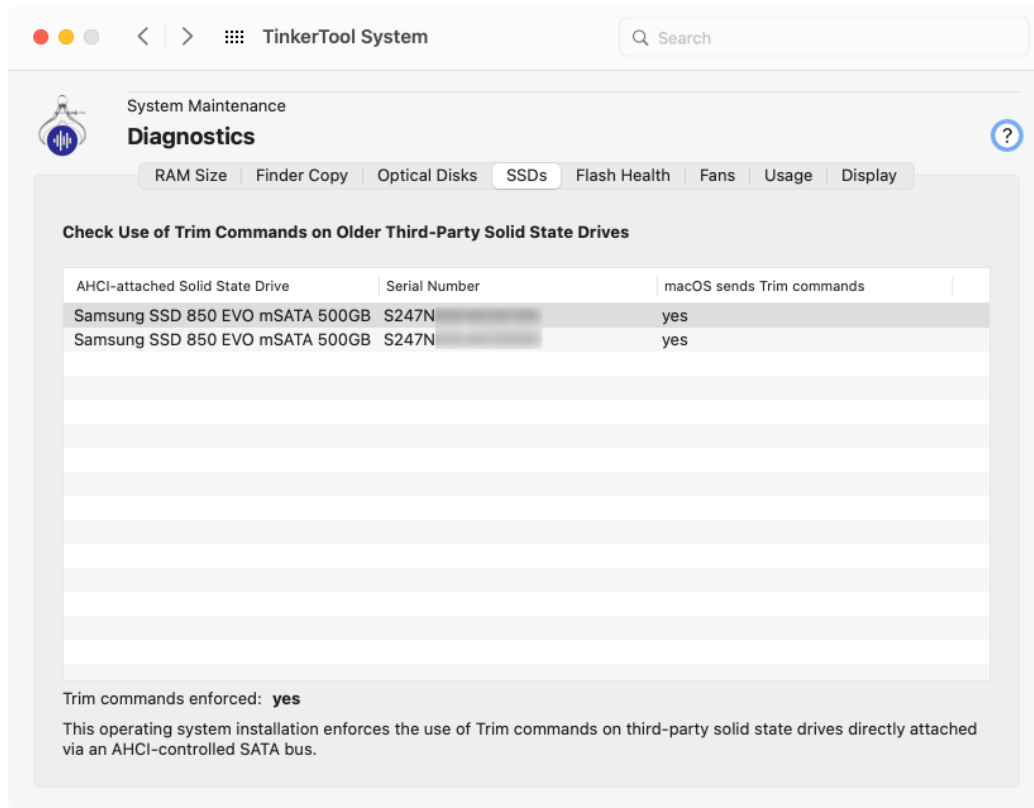 TinkerTool System
Search
System Maintenance
Diagnostics
?
RAM Size Finder Copy Optical Disks SSDs Flash Health Fans Usage Display
Check Use of Trim Commands on Older Third-Party Solid State Drives
AHCI-attached Solid State Drive Serial Number macOS sends Trim commands
Samsung SSD 850 EVO mSATA 500GB S247N yes
Samsung SSD 850 EVO mSATA 500GB S247N yes
Trim commands enforced: yes
This operating system installation enforces the use of Trim commands on third-party solid state drives directly attached
via an AHCI-controlled SATA bus.